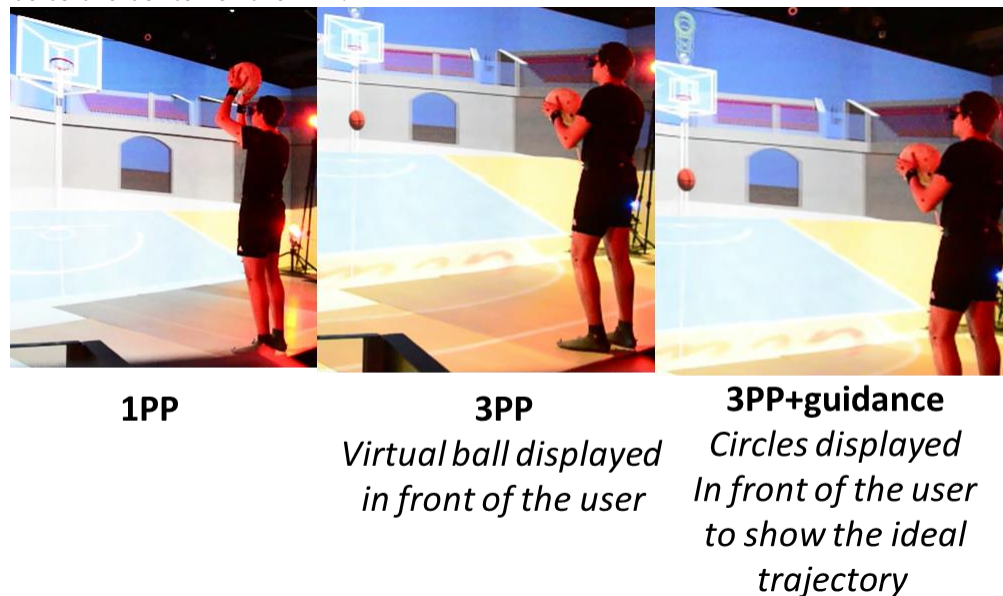 1PP
3PP
Virtual ball displayed
in front of the user
3PP+guidance
Circles displayed
In front of the user
to show the ideal
trajectory